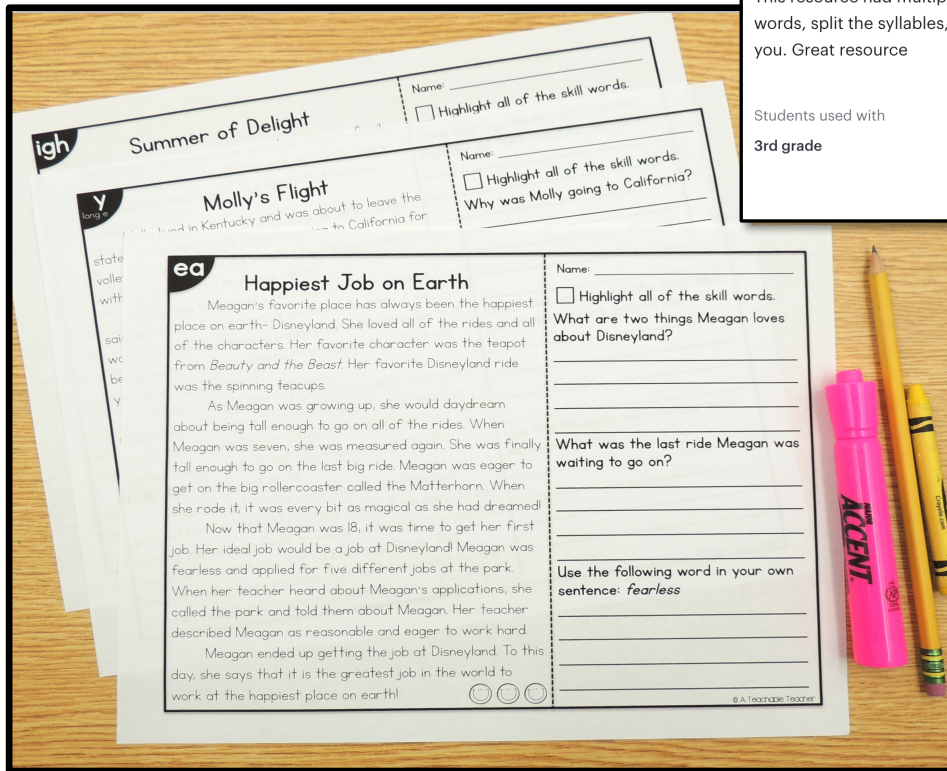 This resource had multip
words, split the syllables,
you. Great resource
Students used with
3rd grade
igh
Summer of Delight
Name:
Highlight all of the skill words.
y
long e
Molly's Flight
lived in Kentucky and was about to leave the
to California for
state
volle
with
sai
wo
be
y
Name:
Highlight all of the skill words.
Why was Molly going to California?
ea
Happiest Job on Earth
Meagan's favorite place has always been the happiest
place on earth- Disneyland. She loved all of the rides and all
of the characters. Her favorite character was the teapot
from Beauty and the Beast. Her favorite Disneyland ride
was the spinning teacups.
As Meagan was growing up, she would daydream
about being tall enough to go on all of the rides. When
Meagan was seven, she was measured again. She was finally
tall enough to go on the last big ride. Meagan was eager to
get on the big rollercoaster called the Matterhorn. When
she rode it, it was every bit as magical as she had dreamed!
Now that Meagan was 18, it was time to get her first
job. Her ideal job would be a job at Disneyland! Meagan was
fearless and applied for five different jobs at the park.
When her teacher heard about Meagan's applications, she
called the park and told them about Meagan. Her teacher
described Meagan as reasonable and eager to work hard.
Meagan ended up getting the job at Disneyland. To this
day, she says that it is the greatest job in the world to
work at the happiest place on earth!
Name:
Highlight all of the skill words.
What are two things Meagan loves
about Disneyland?
What was the last ride Meagan was
waiting to go on?
Use the following word in your own
sentence: fearless
© A Teachable Teacher
MAJOR
ACCENT
Crayola.com